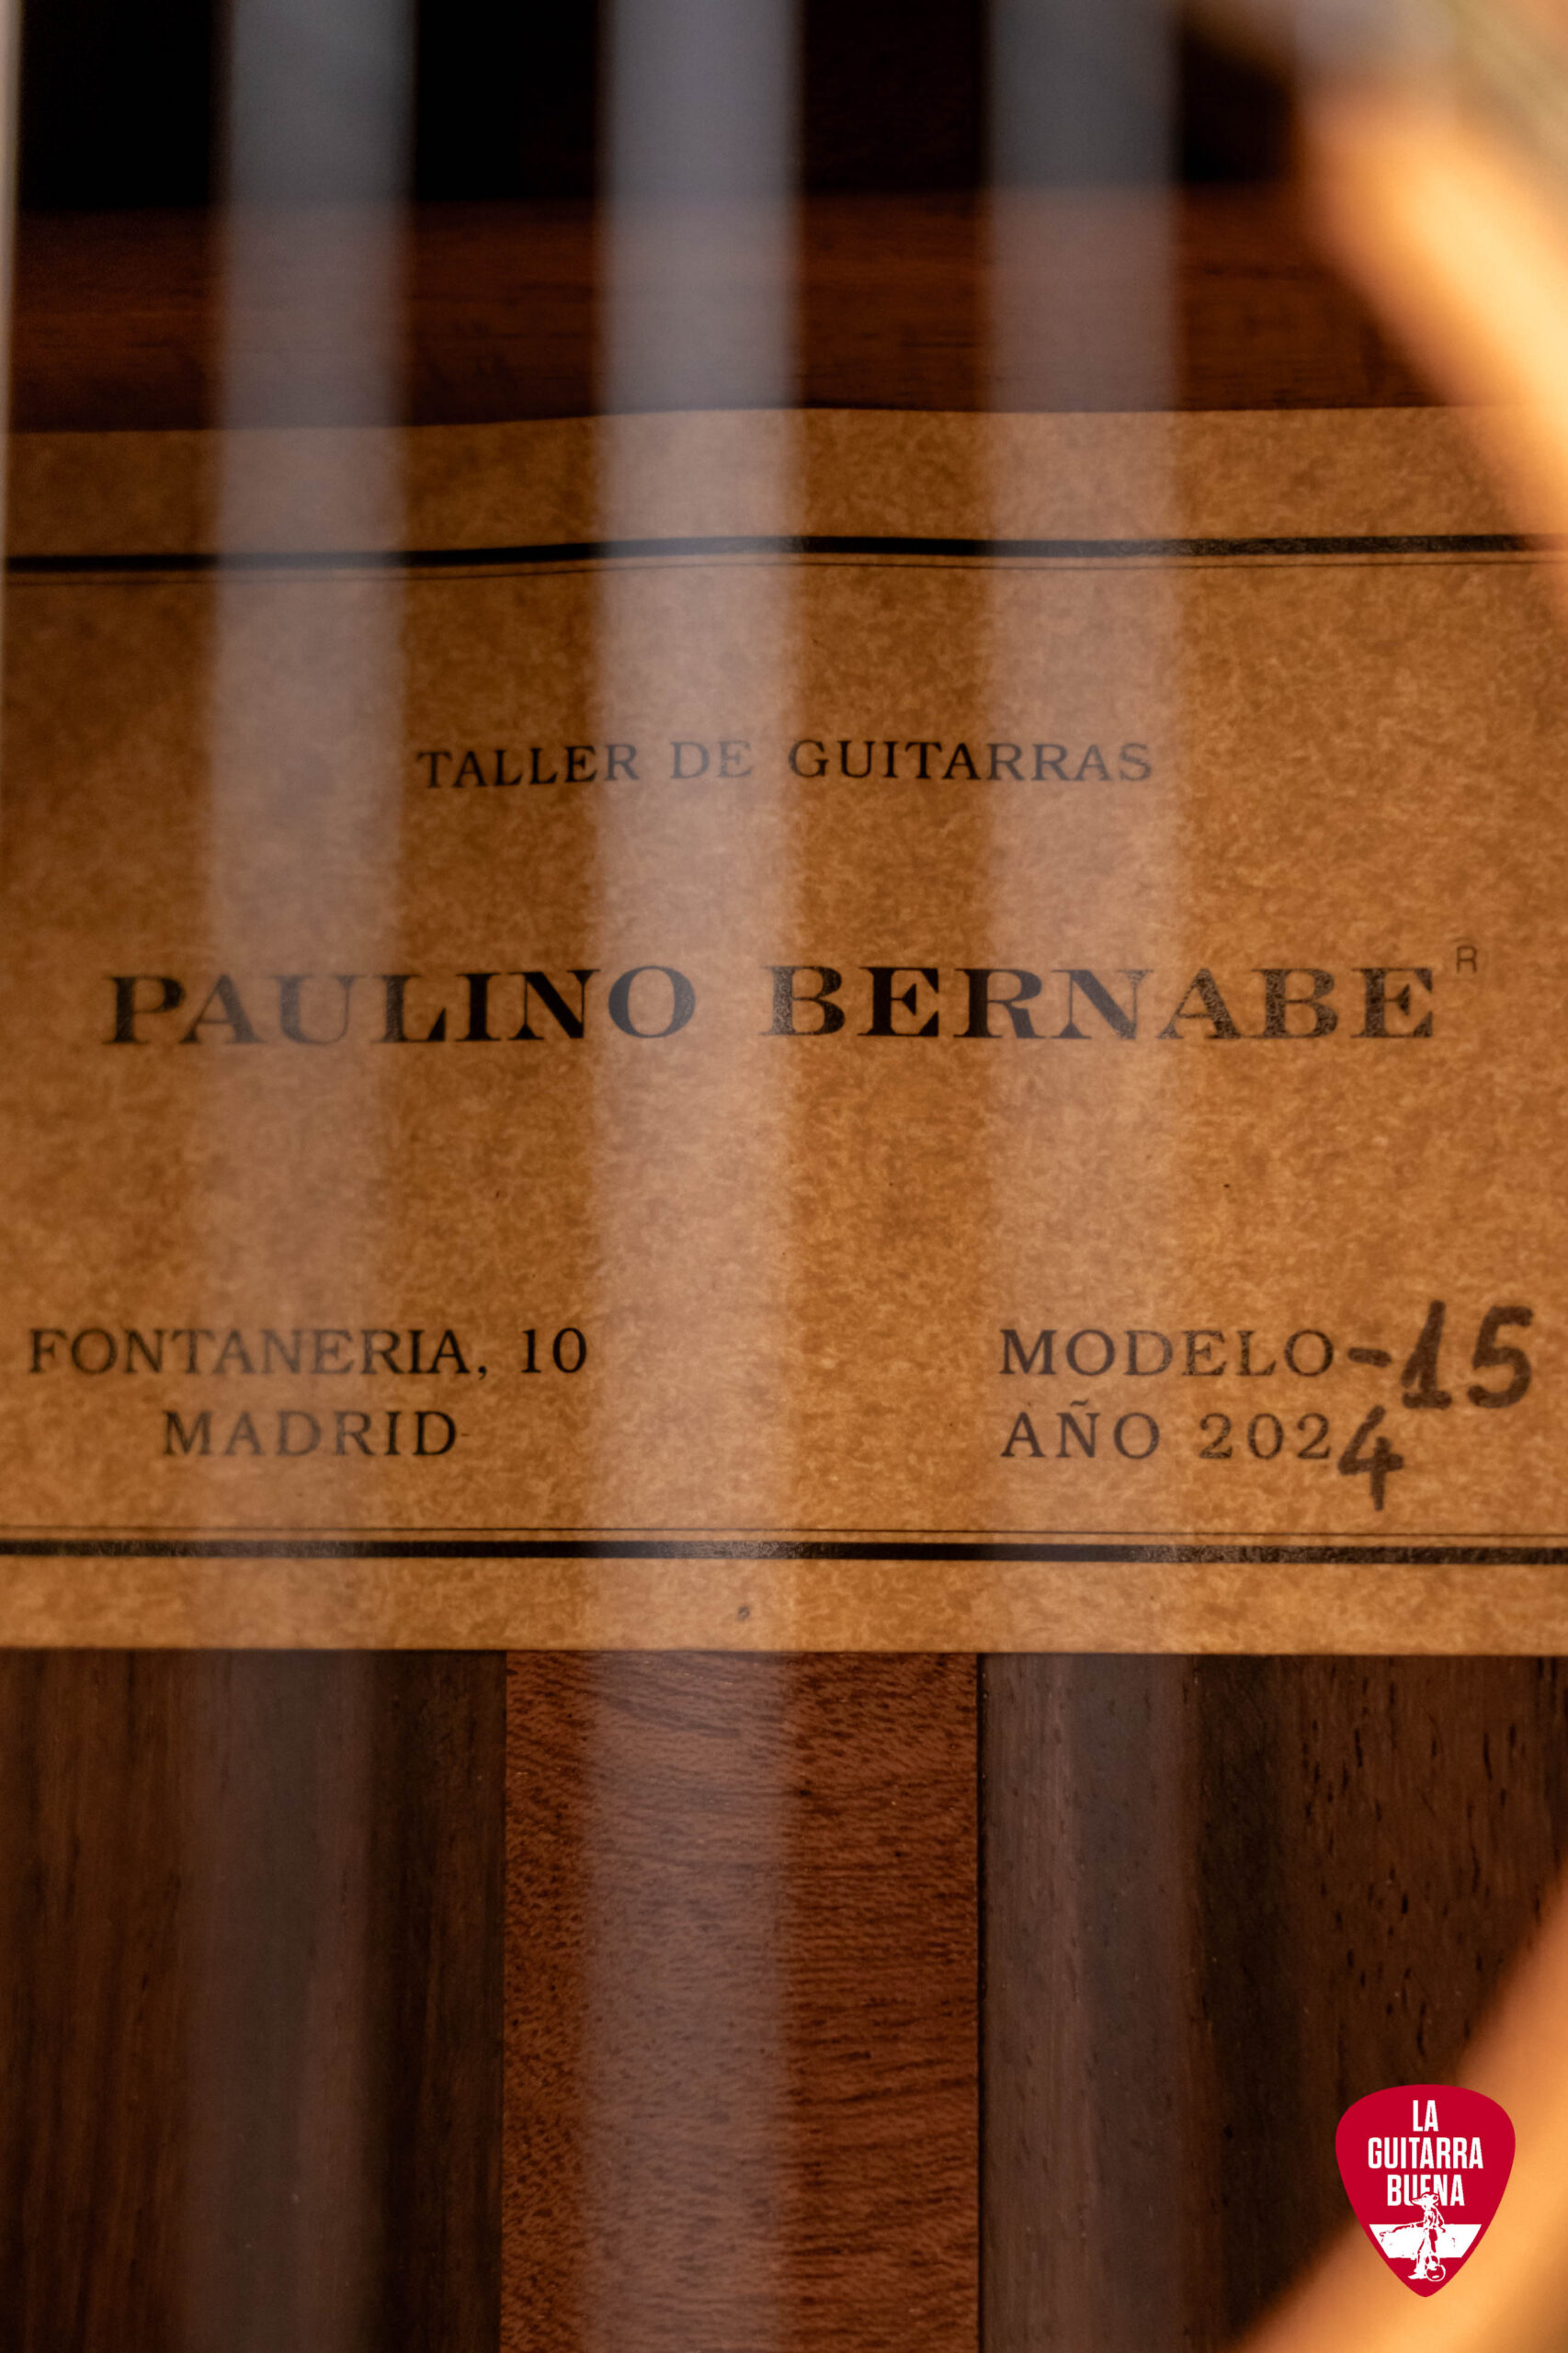 TALLER DE GUITARRAS
PAULINO BERNABE R
FONTANERIA, 10
MADRID
MODELO-15
AÑO 2024
LA
GUITARRA
BUENA